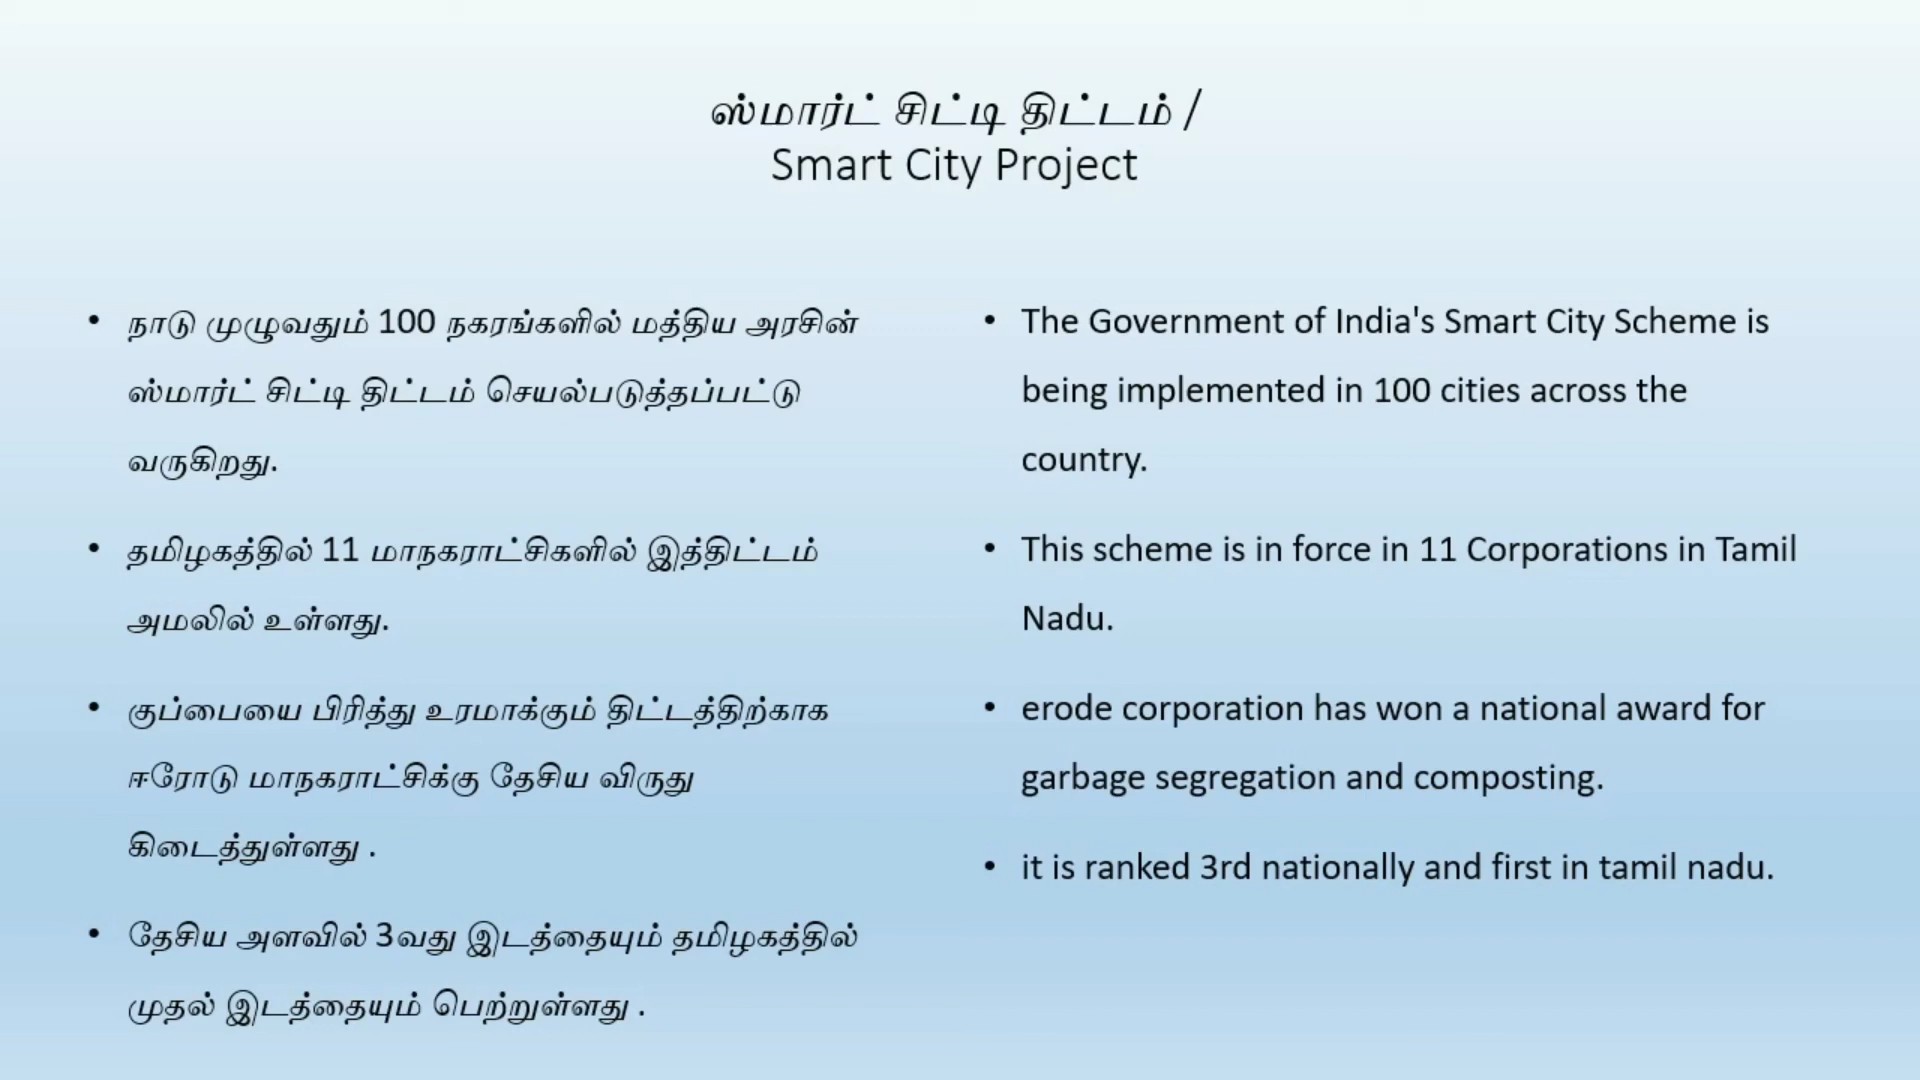 ஸ்மார்ட் சிட்டி திட்டம் /
Smart City Project
• நாடு முழுவதும் 100 நகரங்களில் மத்திய அரசின்
ஸ்மார்ட் சிட்டி திட்டம் செயல்படுத்தப்பட்டு
வருகிறது.
• தமிழகத்தில் 11 மாநகராட்சிகளில் இத்திட்டம்
அமலில் உள்ளது.
• குப்பையை பிரித்து உரமாக்கும் திட்டத்திற்காக
ஈரோடு மாநகராட்சிக்கு தேசிய விருது
கிடைத்துள்ளது .
• தேசிய அளவில் 3வது இடத்தையும் தமிழகத்தில்
முதல் இடத்தையும் பெற்றுள்ளது .
• The Government of India's Smart City Scheme is
being implemented in 100 cities across the
country.
• This scheme is in force in 11 Corporations in Tamil
Nadu.
• erode corporation has won a national award for
garbage segregation and composting.
• it is ranked 3rd nationally and first in tamil nadu.